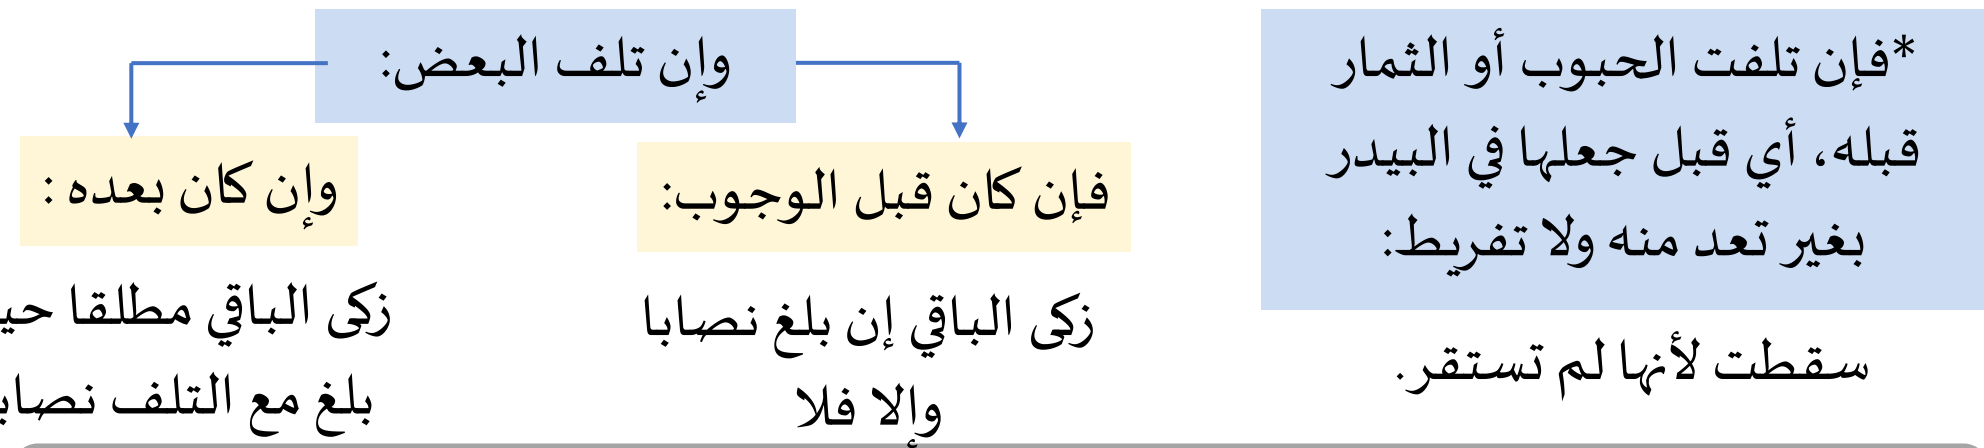 *فإن تلفت الحبوب أو الثمار
قبله، أي قبل جعلها في البيدر
بغير تعد منه ولا تفريط:
سقطت لأنها لم تستقر.
وإن تلف البعض:
فإن كان قبل الوجوب:
زكى الباقي إن بلغ نصابا
وإلا فلا
وإن كان بعده :
زكى الباقي مطلقا
بلغ مع التلف